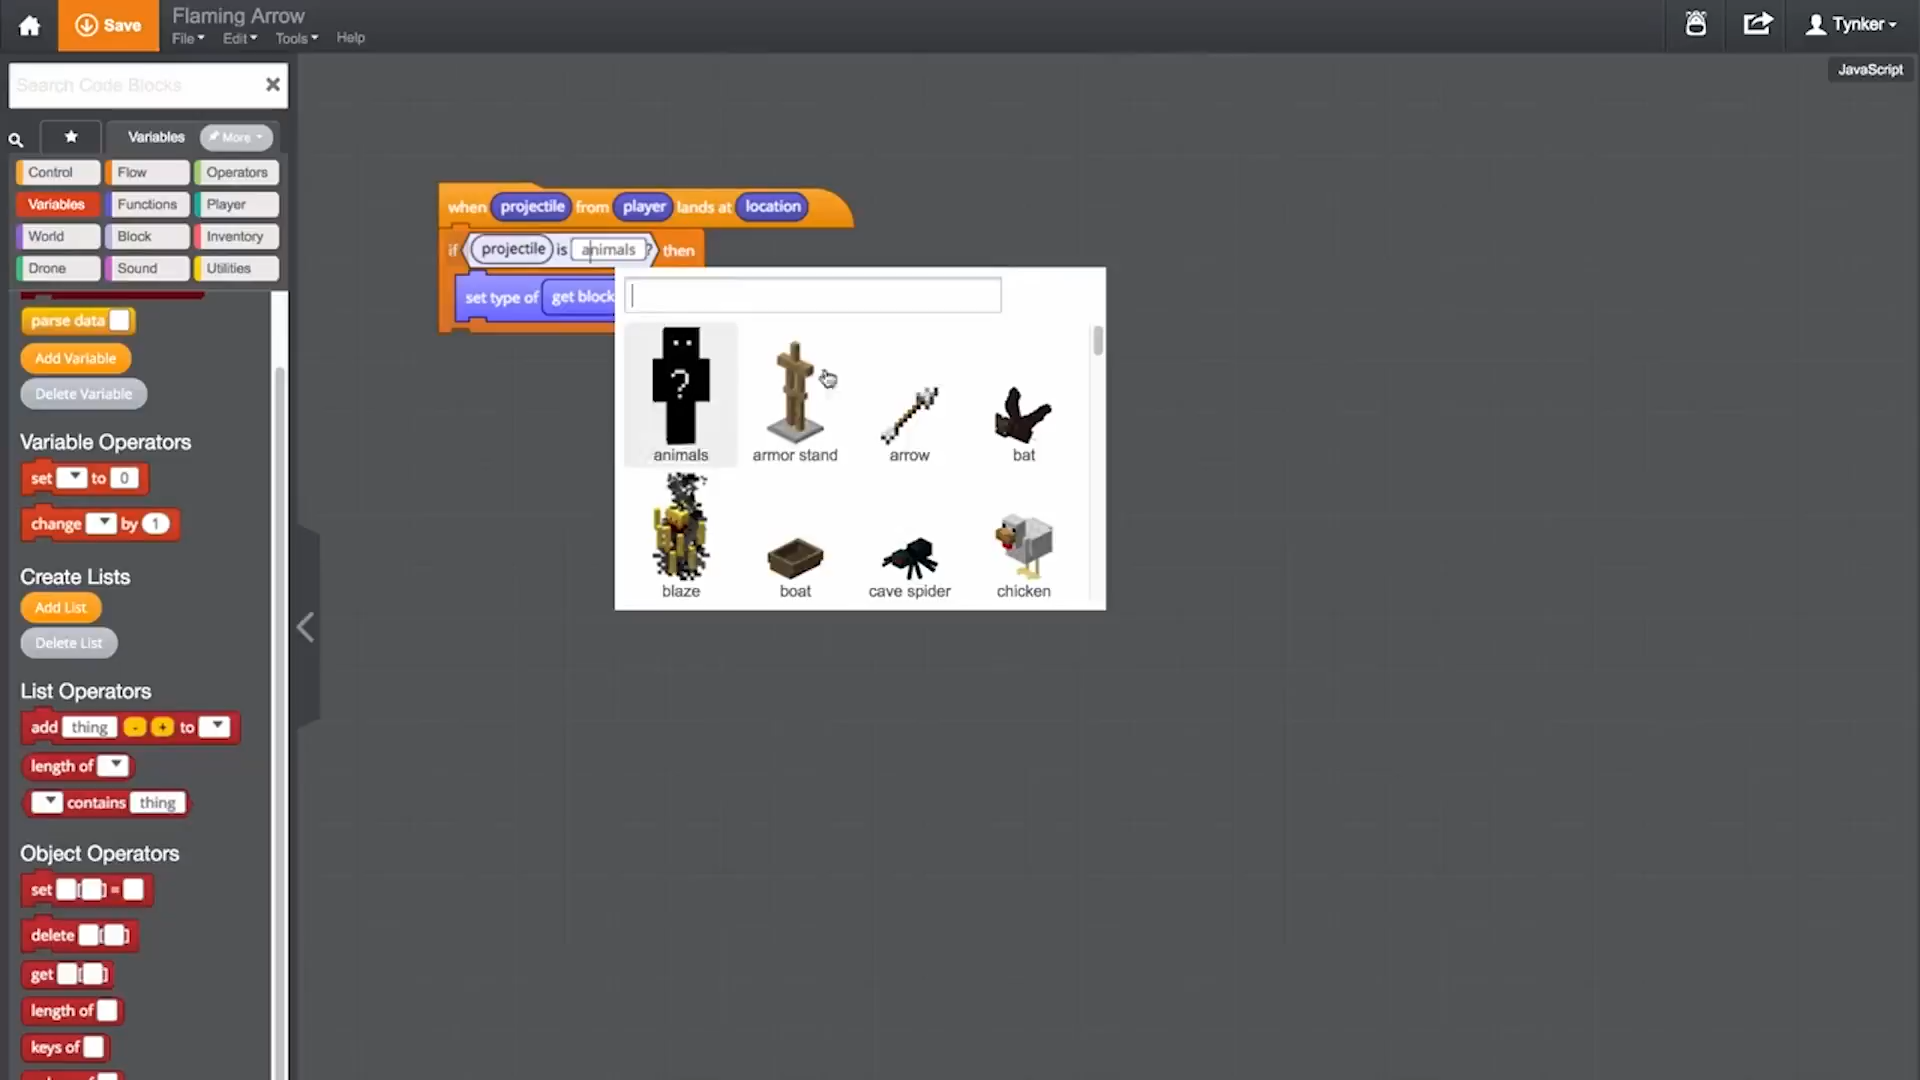 Save
Flaming Arrow
File Edit Tools Help
Tynker
Search Code Blocks
JavaScript
Variables More
Control Flow Operators
Variables Functions Player
World Block Inventory
Drone Sound Utilities
parse data
Add Variable
Delete Variable
Variable Operators
set to 0
change by 1
Create Lists
Add List
Delete List
List Operators
add thing - + to
length of
contains thing
Object Operators
set [ ] =
delete [ ]
get [ ]
length of
keys of
when projectile from player lands at location
if projectile is animals ? then
set type of get block
?
animals armor stand arrow bat
blaze boat cave spider chicken